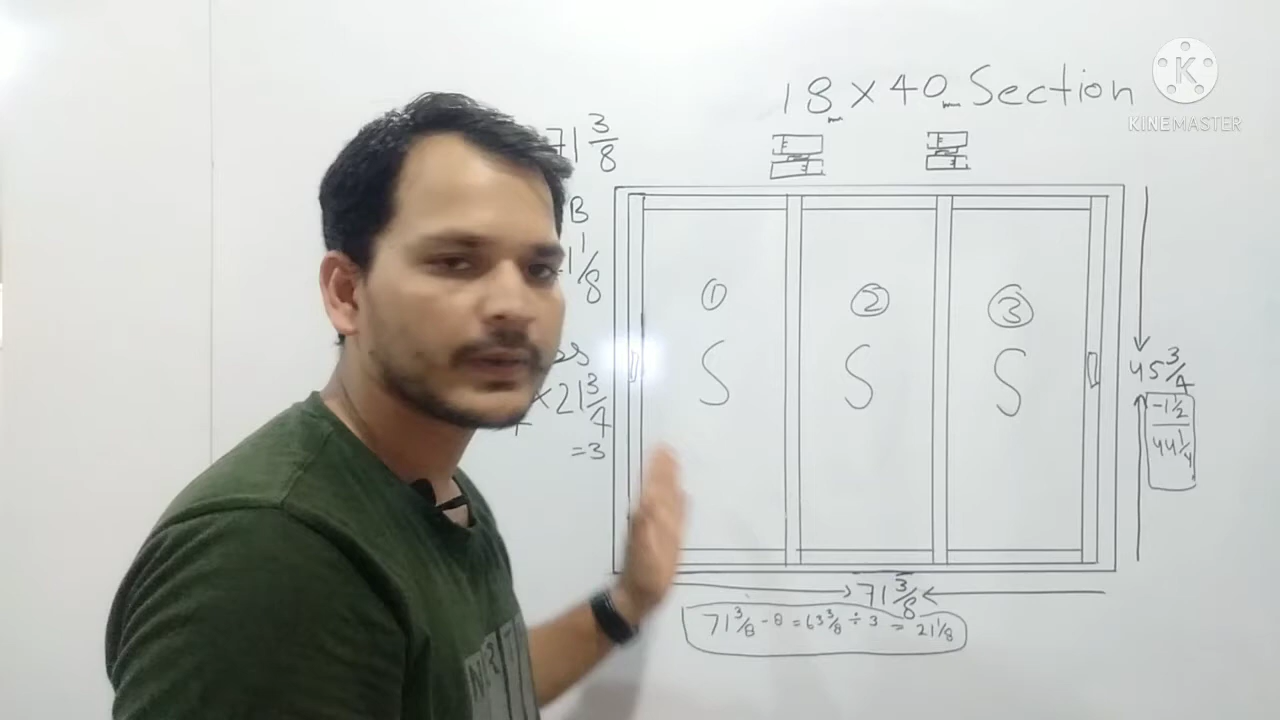 18 x 40 Section
K
KINEMASTER
71 3/8
B
1 1/8
E
E
E
E
① ② ③
S S S
x 21 3/4
= 3
45 3/4
-1 1/2
44 1/4
71 3/8
71 3/8 - 8 = 63 3/8 ÷ 3 = 21 1/8